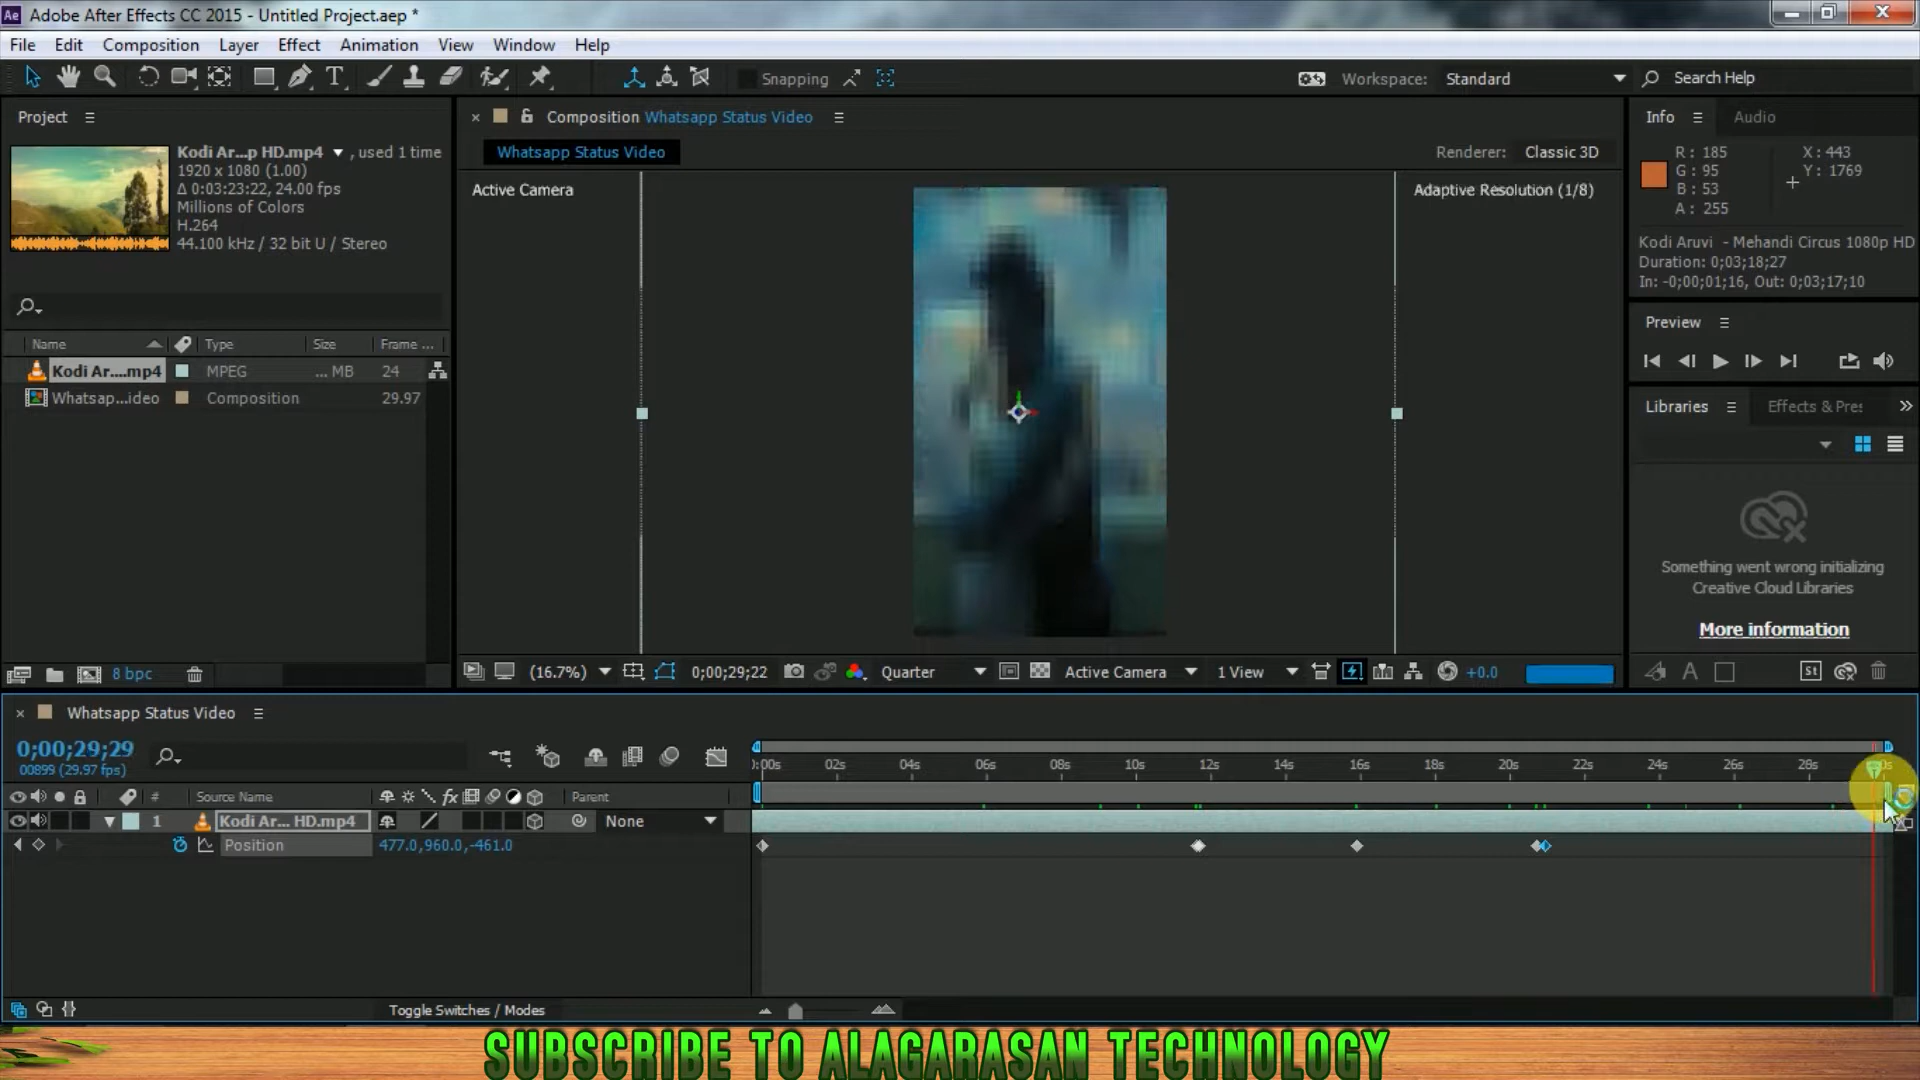 Adobe After Effects CC 2015 - Untitled Project.aep *
File Edit Composition Layer Effect Animation View Window Help
Snapping
Workspace: Standard
Search Help
Project
Kodi Ar...p HD.mp4 , used 1 time
1920 x 1080 (1.00)
Δ 0:03:23:22, 24.00 fps
Millions of Colors
H.264
44.100 kHz / 32 bit U / Stereo
Name Type Size Frame ...
Kodi Ar....mp4 MPEG ... MB 24
Whatsap...ideo Composition 29.97
8 bpc
Composition Whatsapp Status Video
Whatsapp Status Video
Renderer: Classic 3D
Active Camera
Adaptive Resolution (1/8)
(16.7%) 0;00;29;22 Quarter Active Camera 1 View +0.0
Info Audio
R: 185 X: 443
G: 95 Y: 1769
B: 53
A: 255
Kodi Aruvi - Mehandi Circus 1080p HD
Duration: 0;03;18;27
In: -0;00;01;16, Out: 0;03;17;10
Preview
Libraries Effects & Pres
Something went wrong initializing
Creative Cloud Libraries
More information
St
Whatsapp Status Video
0;00;29;29
00899 (29.97 fps)
):00s 02s 04s 06s 08s 10s 12s 14s 16s 18s 20s 22s 24s 26s 28s
# Source Name Parent
1 Kodi Ar... HD.mp4 None
Position 477.0,960.0,-461.0
Toggle Switches / Modes
SUBSCRIBE TO ALAGARASAN TECHNOLOGY